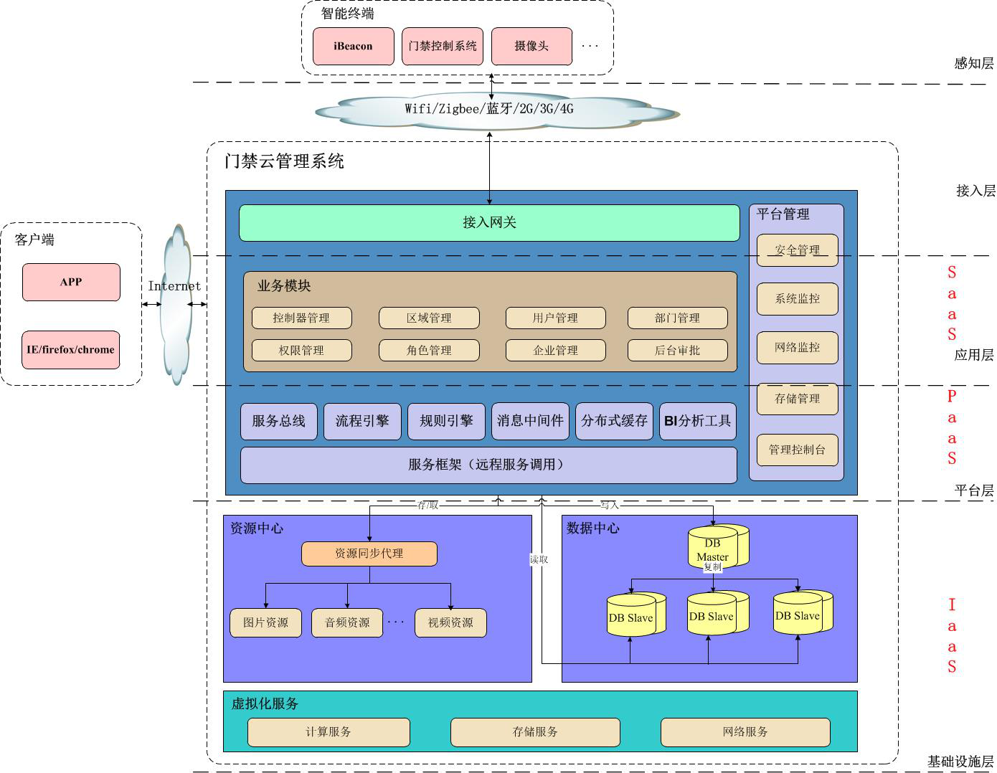 智能终端
iBeacon
门禁控制系统
摄像头
···
感知层
Wifi/Zigbee/蓝牙/2G/3G/4G
门禁云管理系统
接入层
接入网关
平台管理
客户端
安全管理
APP
Internet
业务模块
系统监控
SaaS
控制器管理
区域管理
用户管理
部门管理
IE/firefox/chrome
权限管理
角色管理
企业管理
后台审批
网络监控
应用层
存储管理
PaaS
服务总线
流程引擎
规则引擎
消息中间件
分布式缓存
BI分析工具
管理控制台
服务框架（远程服务调用）
平台层
存/取
写入
资源中心
数据中心
资源同步代理
读取
DB
Master
复制
图片资源
音频资源
···
视频资源
DB Slave
DB Slave
DB Slave
IaaS
虚拟化服务
计算服务
存储服务
网络服务
基础设施层